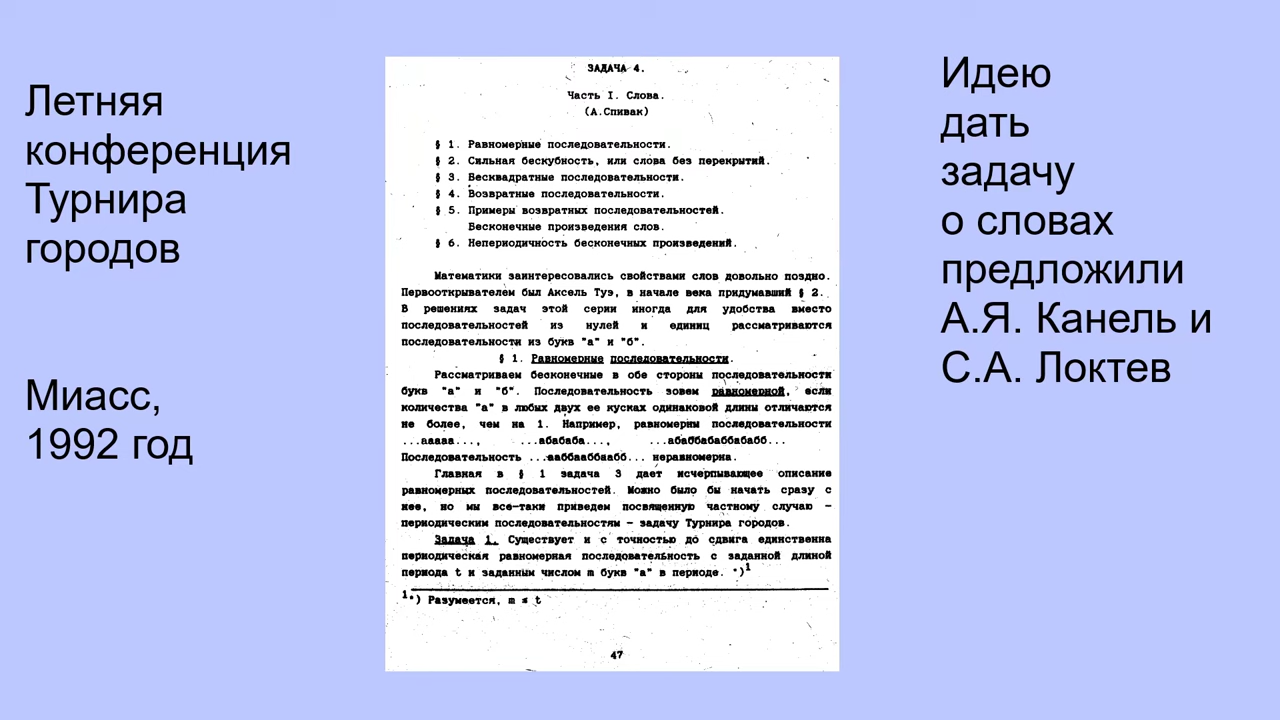 Летняя
конференция
Турнира
городов
Миасс,
1992 год
ЗАДАЧА 4.
Часть I. Слова.
(А.Спивак)
§ 1. Равномерные последовательности.
§ 2. Сильная бескубность, или слова без перекрытий.
§ 3. Бесквадратные последовательности.
§ 4. Возвратные последовательности.
§ 5. Примеры возвратных последовательностей.
Бесконечные произведения слов.
§ 6. Непериодичность бесконечных произведений.
Математики заинтересовались свойствами слов довольно поздно.
Первооткрывателем был Аксель Туэ, в начале века придумавший § 2.
В решениях задач этой серии иногда для удобства вместо
последовательностей из нулей и единиц рассматриваются
последовательности из букв "а" и "б".
§ 1. Равномерные последовательности.
Рассматриваем бесконечные в обе стороны последовательности
букв "а" и "б". Последовательность зовем равномерной, если
количества "а" в любых двух ее кусках одинаковой длины отличаются
не более, чем на 1. Например, равномерны последовательности
...ааааа..., ...абабаба..., ...абаббабаббабабб...
Последовательность ...ааббааббаабб... неравномерна.
Главная в § 1 задача 3 дает исчерпывающее описание
равномерных последовательностей. Можно было бы начать сразу с
нее, но мы все-таки приведем посвященную частному случаю -
периодическим последовательностям - задачу Турнира городов.
Задача 1. Существует и с точностью до сдвига единственна
периодическая равномерная последовательность с заданной длиной
периода t и заданным числом m букв "а" в периоде. *)1
1*) Разумеется, m ≤ t
47
Идею
дать
задачу
о словах
предложили
А.Я. Канель и
С.А. Локтев